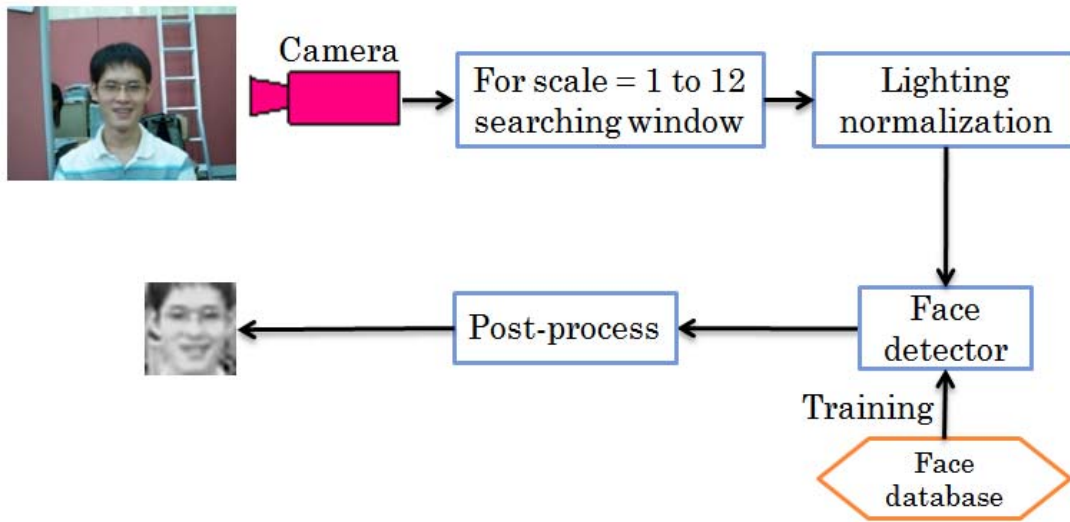 Camera
For scale = 1 to 12
searching window
Lighting
normalization
Post-process
Face
detector
Training
Face
database